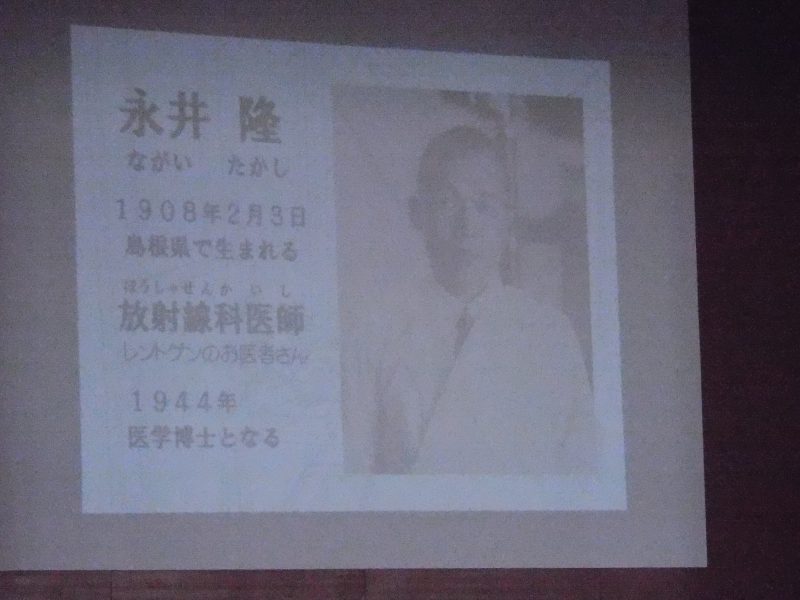 永井 隆
ながい たかし
1908年2月3日
島根県で生まれる
ほうしゃせんかいし
放射線科医師
レントゲンのお医者さん
1944年
医学博士となる